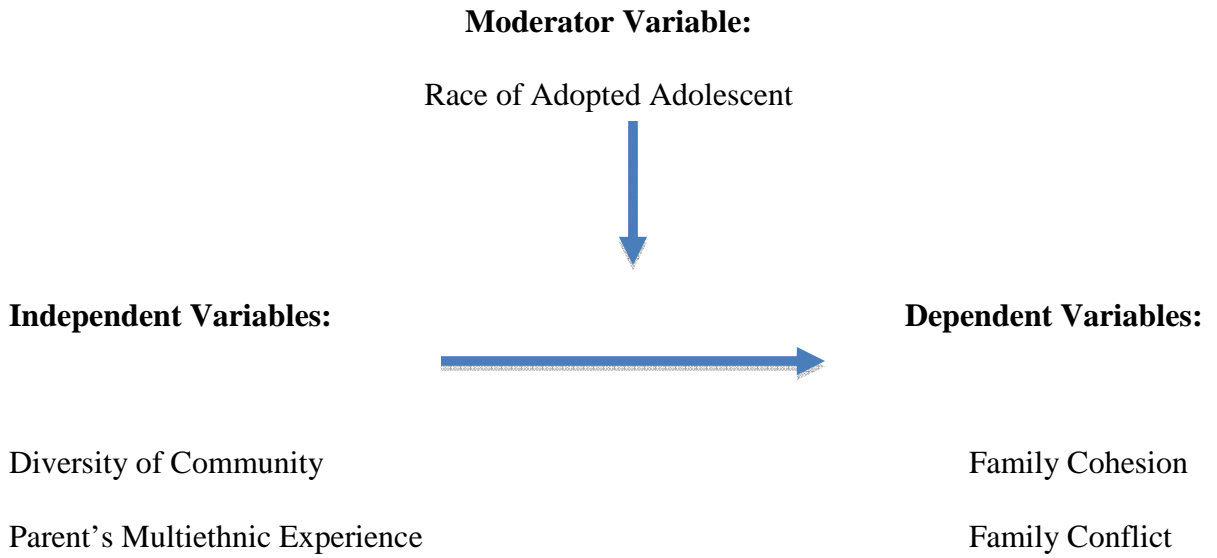 Moderator Variable:
Race of Adopted Adolescent
Independent Variables:
Dependent Variables:
Diversity of Community
Family Cohesion
Parent’s Multiethnic Experience
Family Conflict